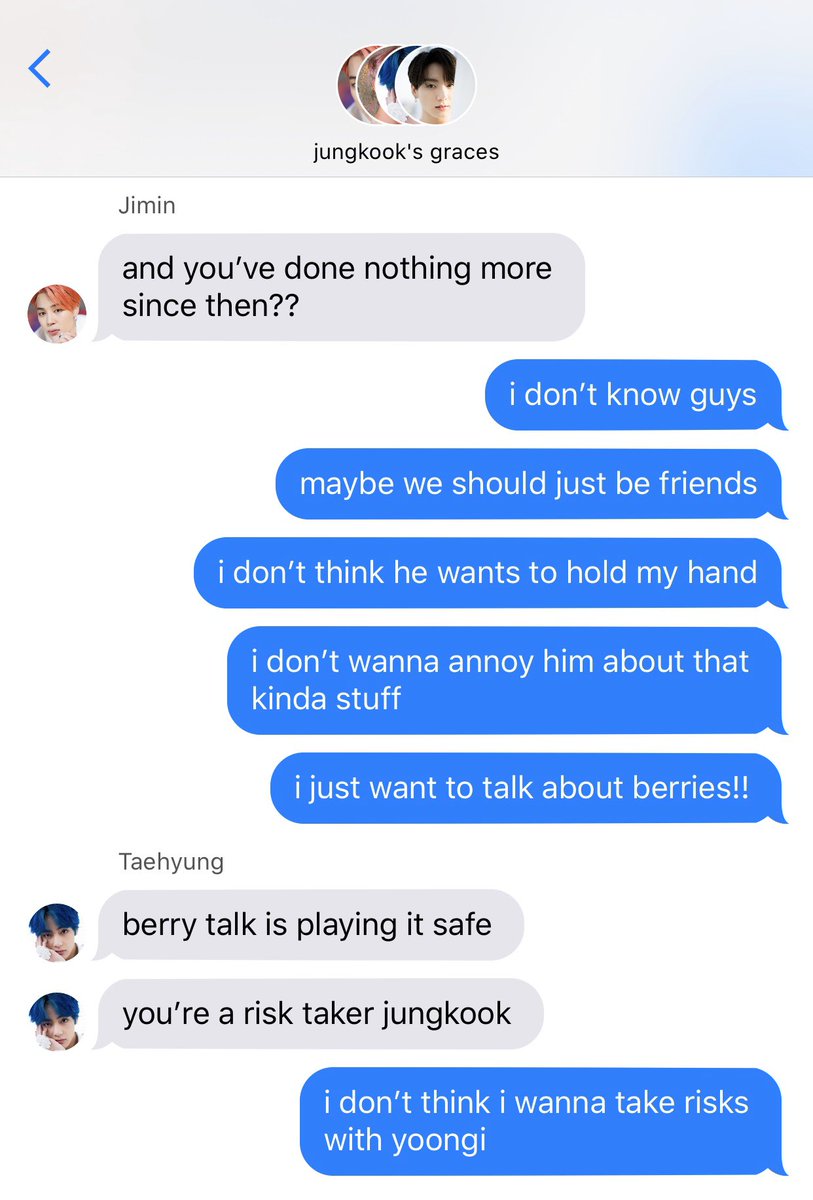 jungkook's graces
Jimin
and you’ve done nothing more
since then??
i don’t know guys
maybe we should just be friends
i don’t think he wants to hold my hand
i don’t wanna annoy him about that
kinda stuff
i just want to talk about berries!!
Taehyung
berry talk is playing it safe
you’re a risk taker jungkook
i don’t think i wanna take risks
with yoongi